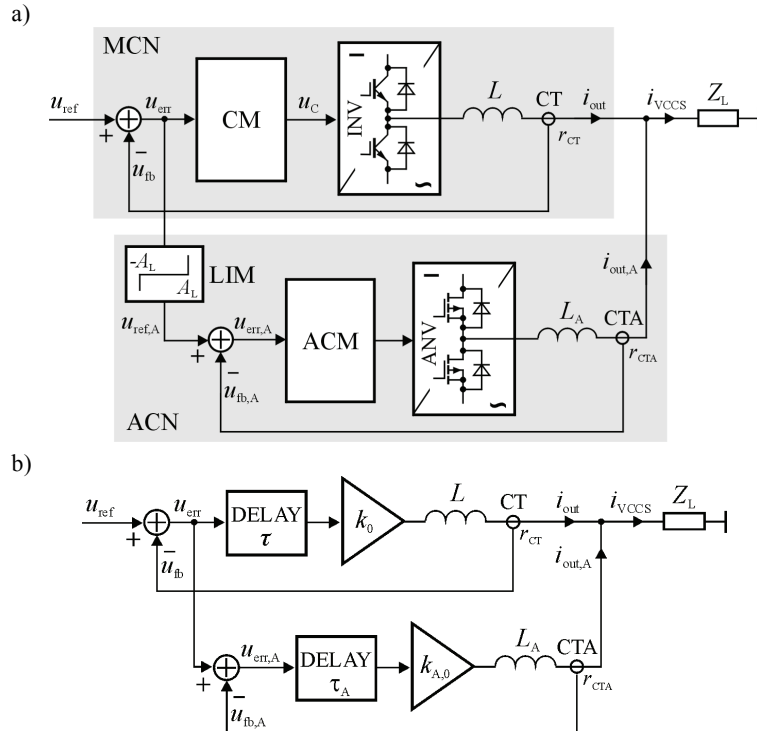 a)
MCN
u_ref
u_err
CM
u_C
INV
L
CT
i_out
i_VCCS
Z_L
+
−
u_fb
r_CT
-A_L
A_L
LIM
i_out,A
u_ref,A
u_err,A
ACM
ANV
L_A
CTA
+
−
u_fb,A
r_CTA
ACN
b)
u_ref
u_err
DELAY
τ
k_0
L
CT
i_out
i_VCCS
Z_L
+
−
u_fb
r_CT
i_out,A
u_err,A
DELAY
τ_A
k_A,0
L_A
CTA
+
−
u_fb,A
r_CTA